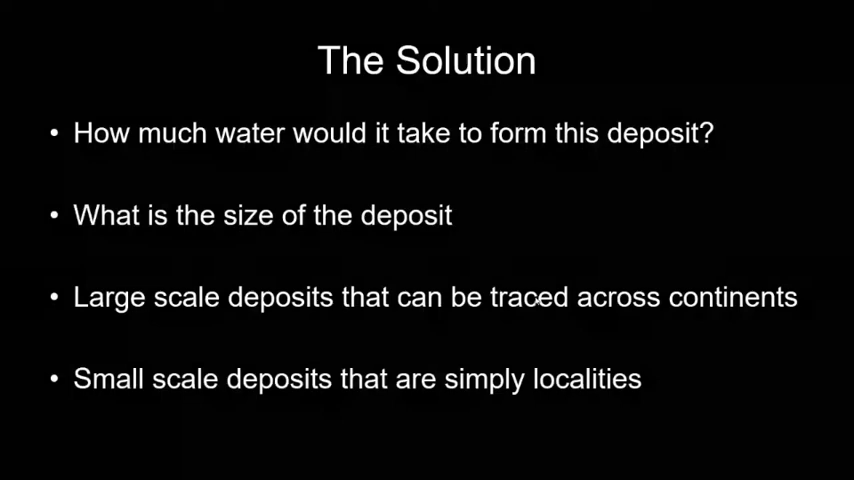 The Solution
• How much water would it take to form this deposit?
• What is the size of the deposit
• Large scale deposits that can be traced across continents
• Small scale deposits that are simply localities